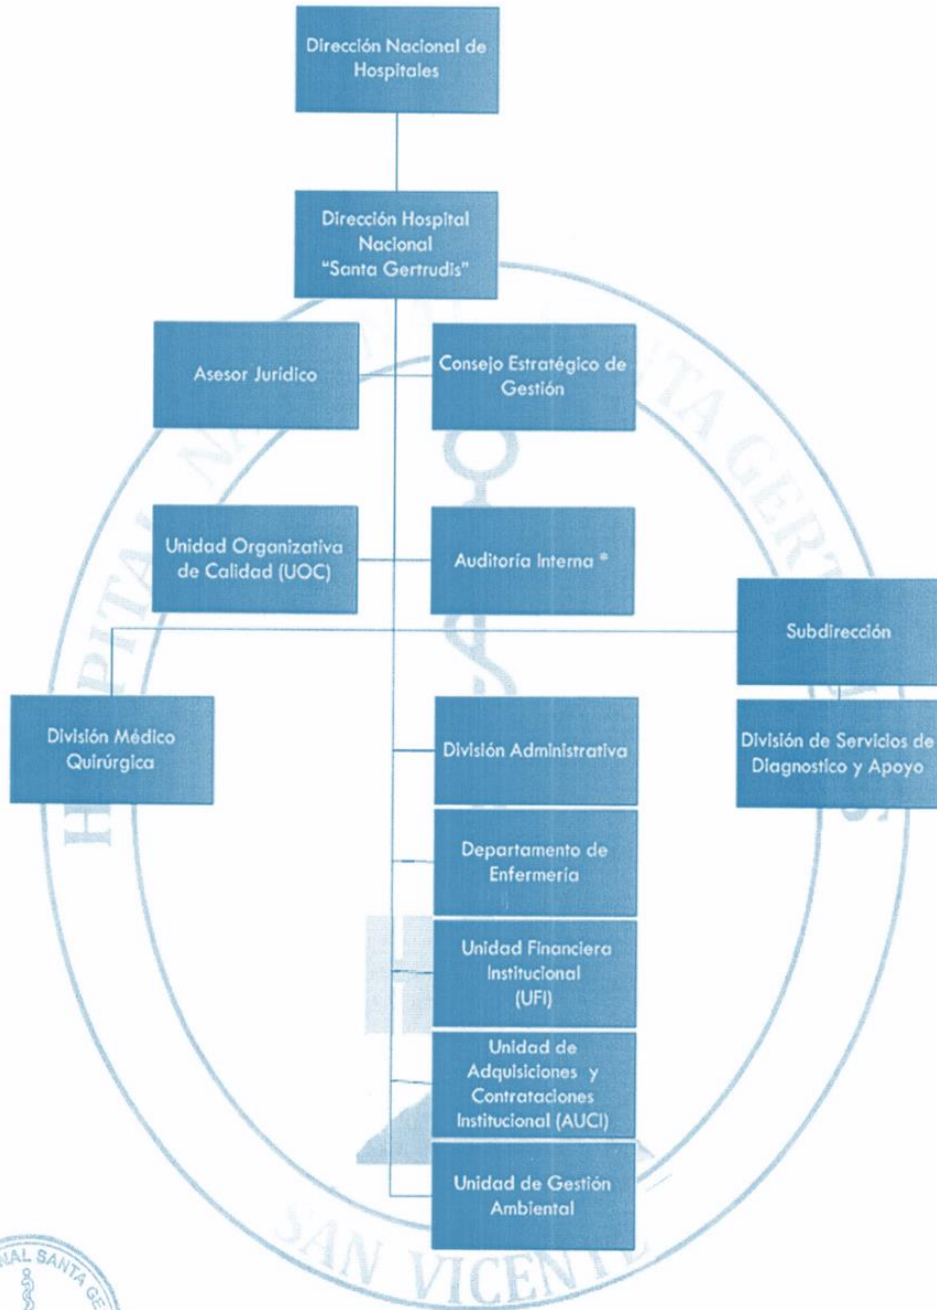 Dirección Nacional de
Hospitales
Dirección Hospital
Nacional
"Santa Gertrudis"
Asesor Jurídico
Consejo Estratégico de
Gestión
Unidad Organizativa
de Calidad (UOC)
Auditoría Interna *
Subdirección
División Médico
Quirúrgica
División Administrativa
División de Servicios de
Diagnostico y Apoyo
Departamento de
Enfermería
Unidad Financiera
Institucional
(UFI)
Unidad de
Adquisiciones y
Contrataciones
Institucional (AUCI)
Unidad de Gestión
Ambiental
SAN VICENTE